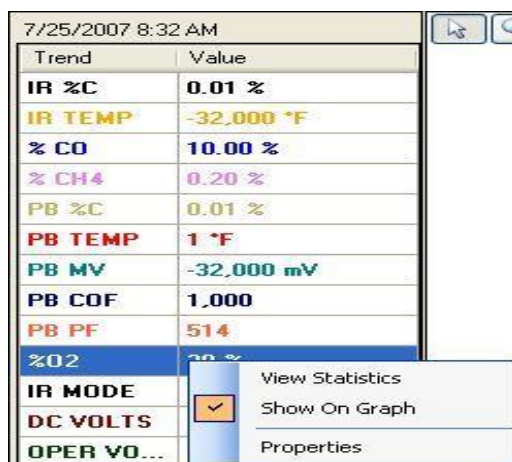 7/25/2007 8:32 AM
Trend Value
IR %C 0.01 %
IR TEMP -32,000 °F
% CO 10.00 %
% CH4 0.20 %
PB %C 0.01 %
PB TEMP 1 °F
PB MV -32,000 mV
PB COF 1,000
PB PF 514
%O2
View Statistics
IR MODE
Show On Graph
DC VOLTS
OPER VO... Properties